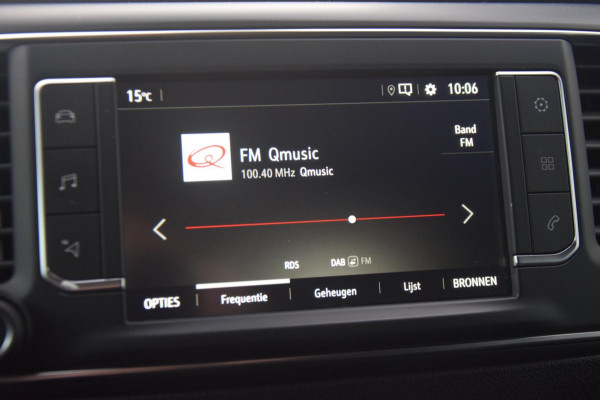 15°C
10:06
Band
FM
FM Qmusic
100.40 MHz Qmusic
RDS
DAB FM
OPTIES
Frequentie
Geheugen
Lijst
BRONNEN